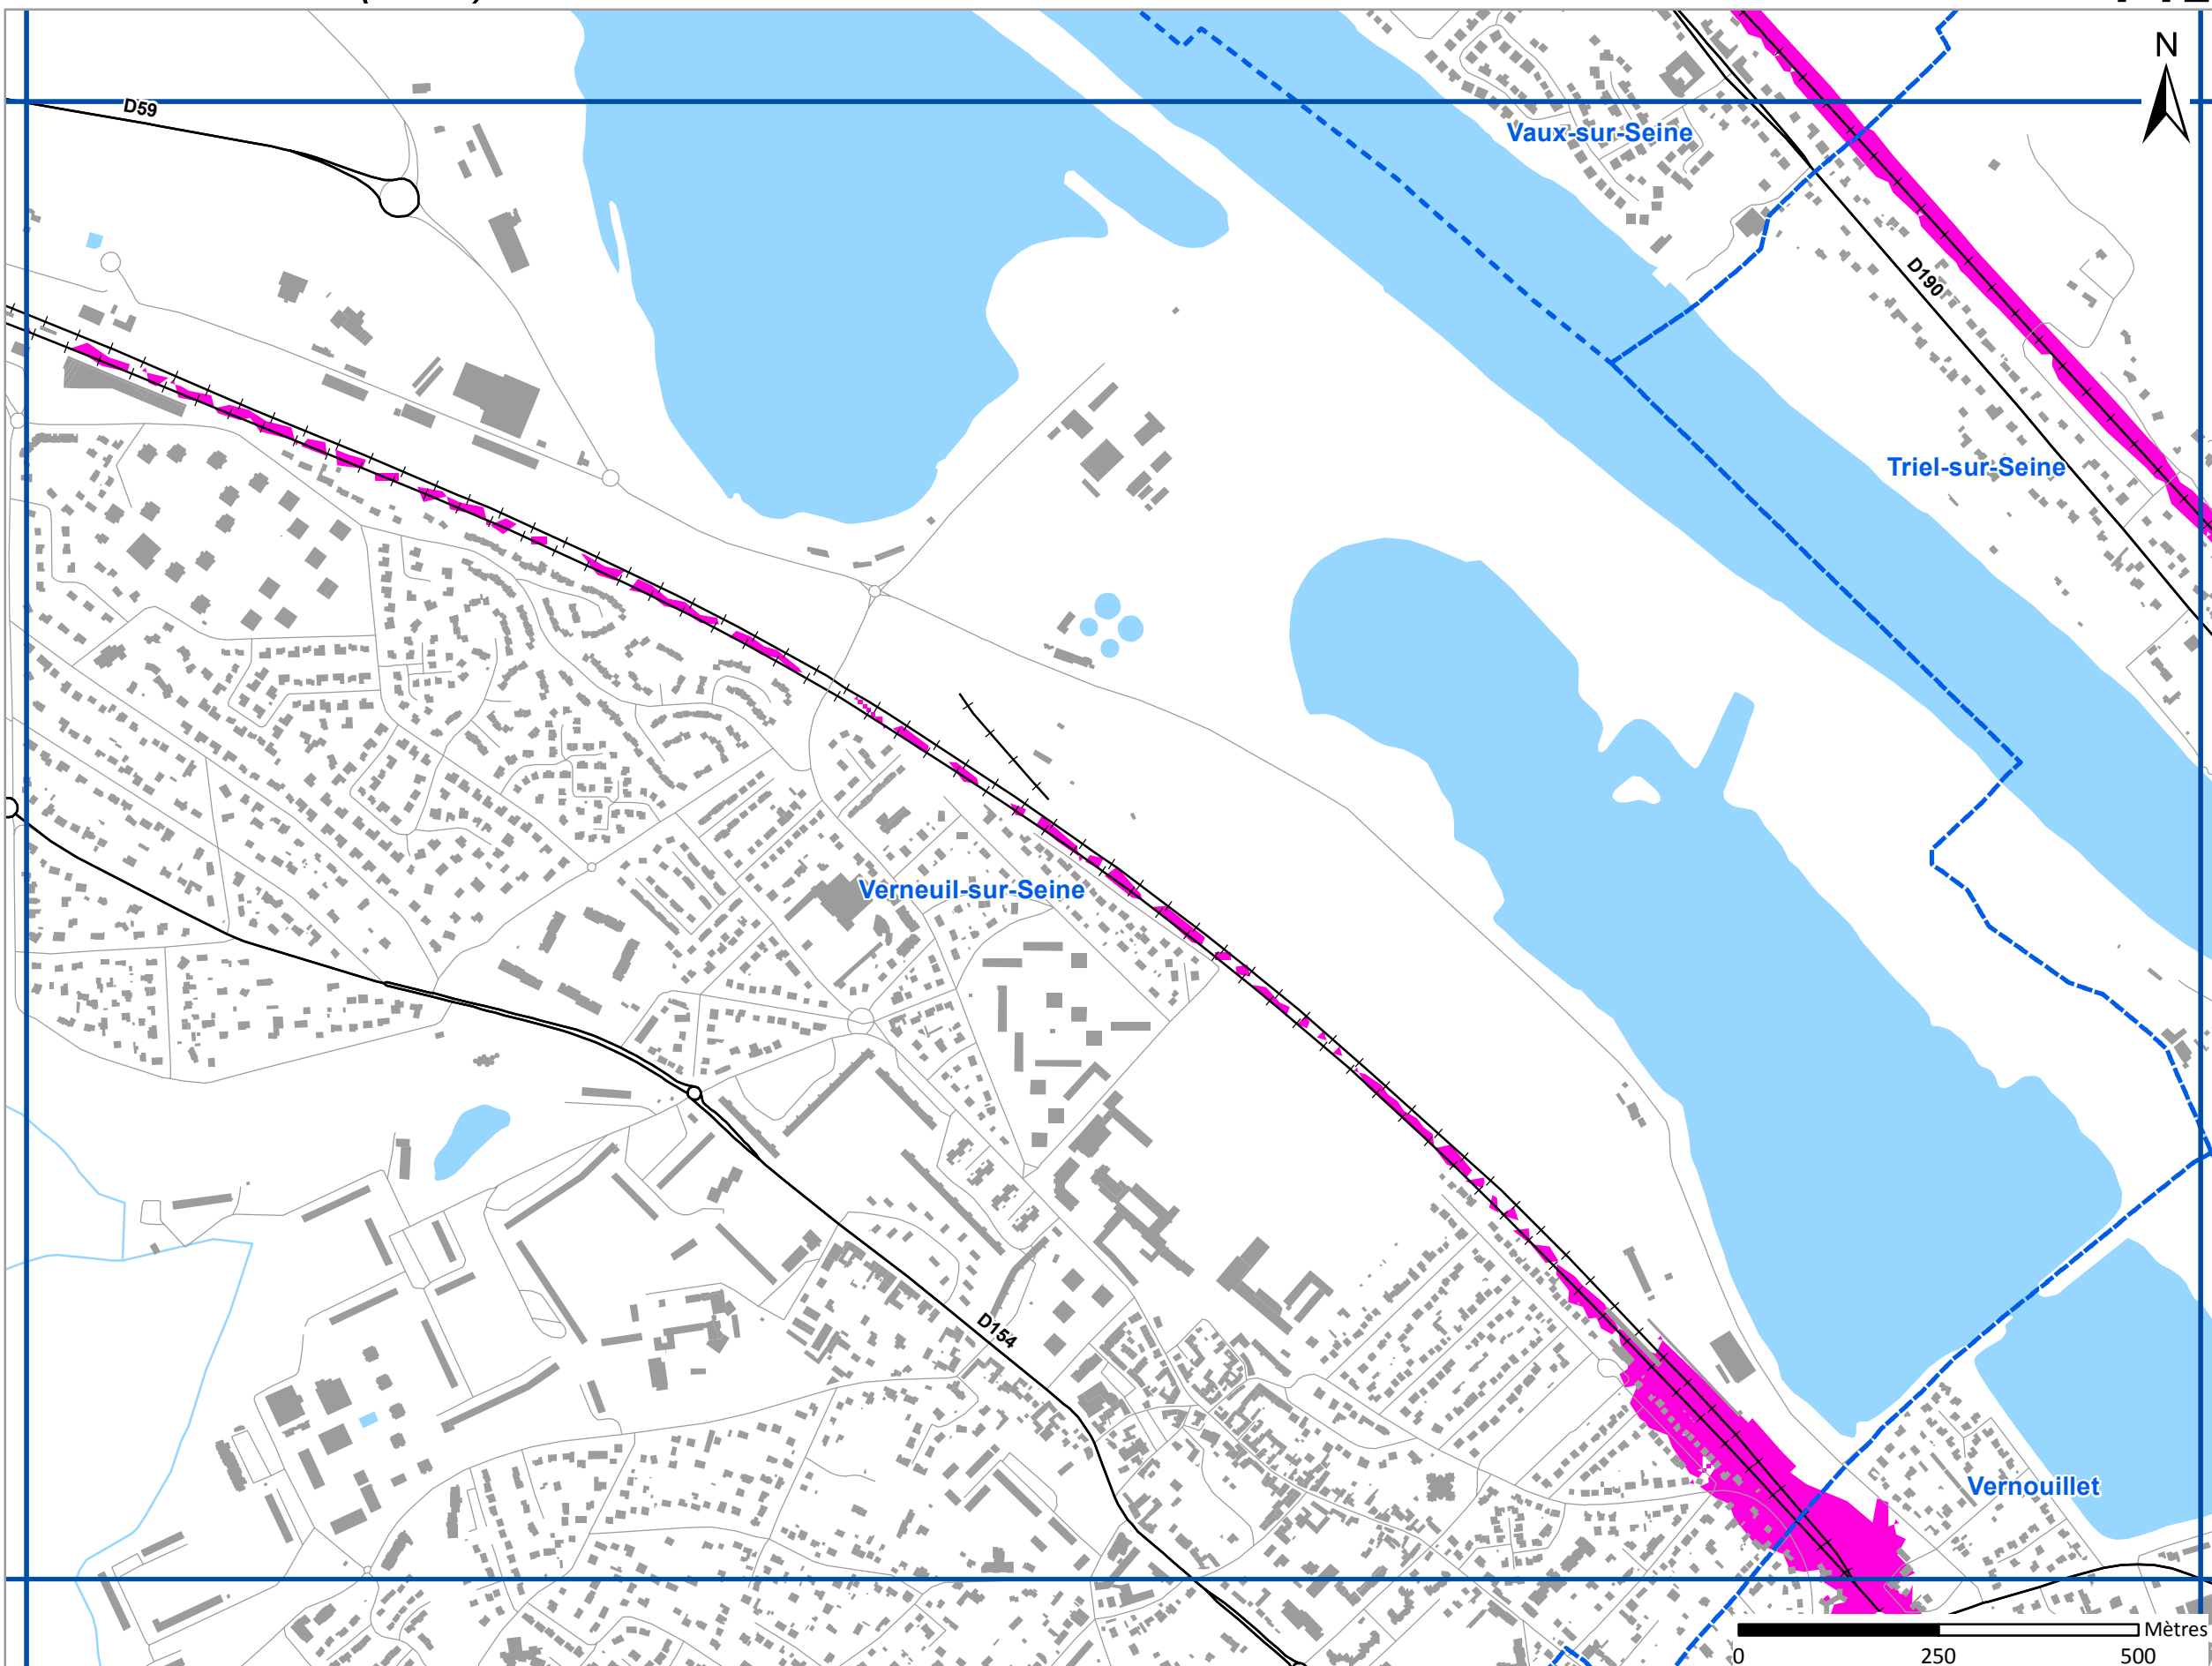 N
D59
Vaux-sur-Seine
D190
Triel-sur-Seine
Verneuil-sur-Seine
D154
Vernouillet
Mètres
0 250 500